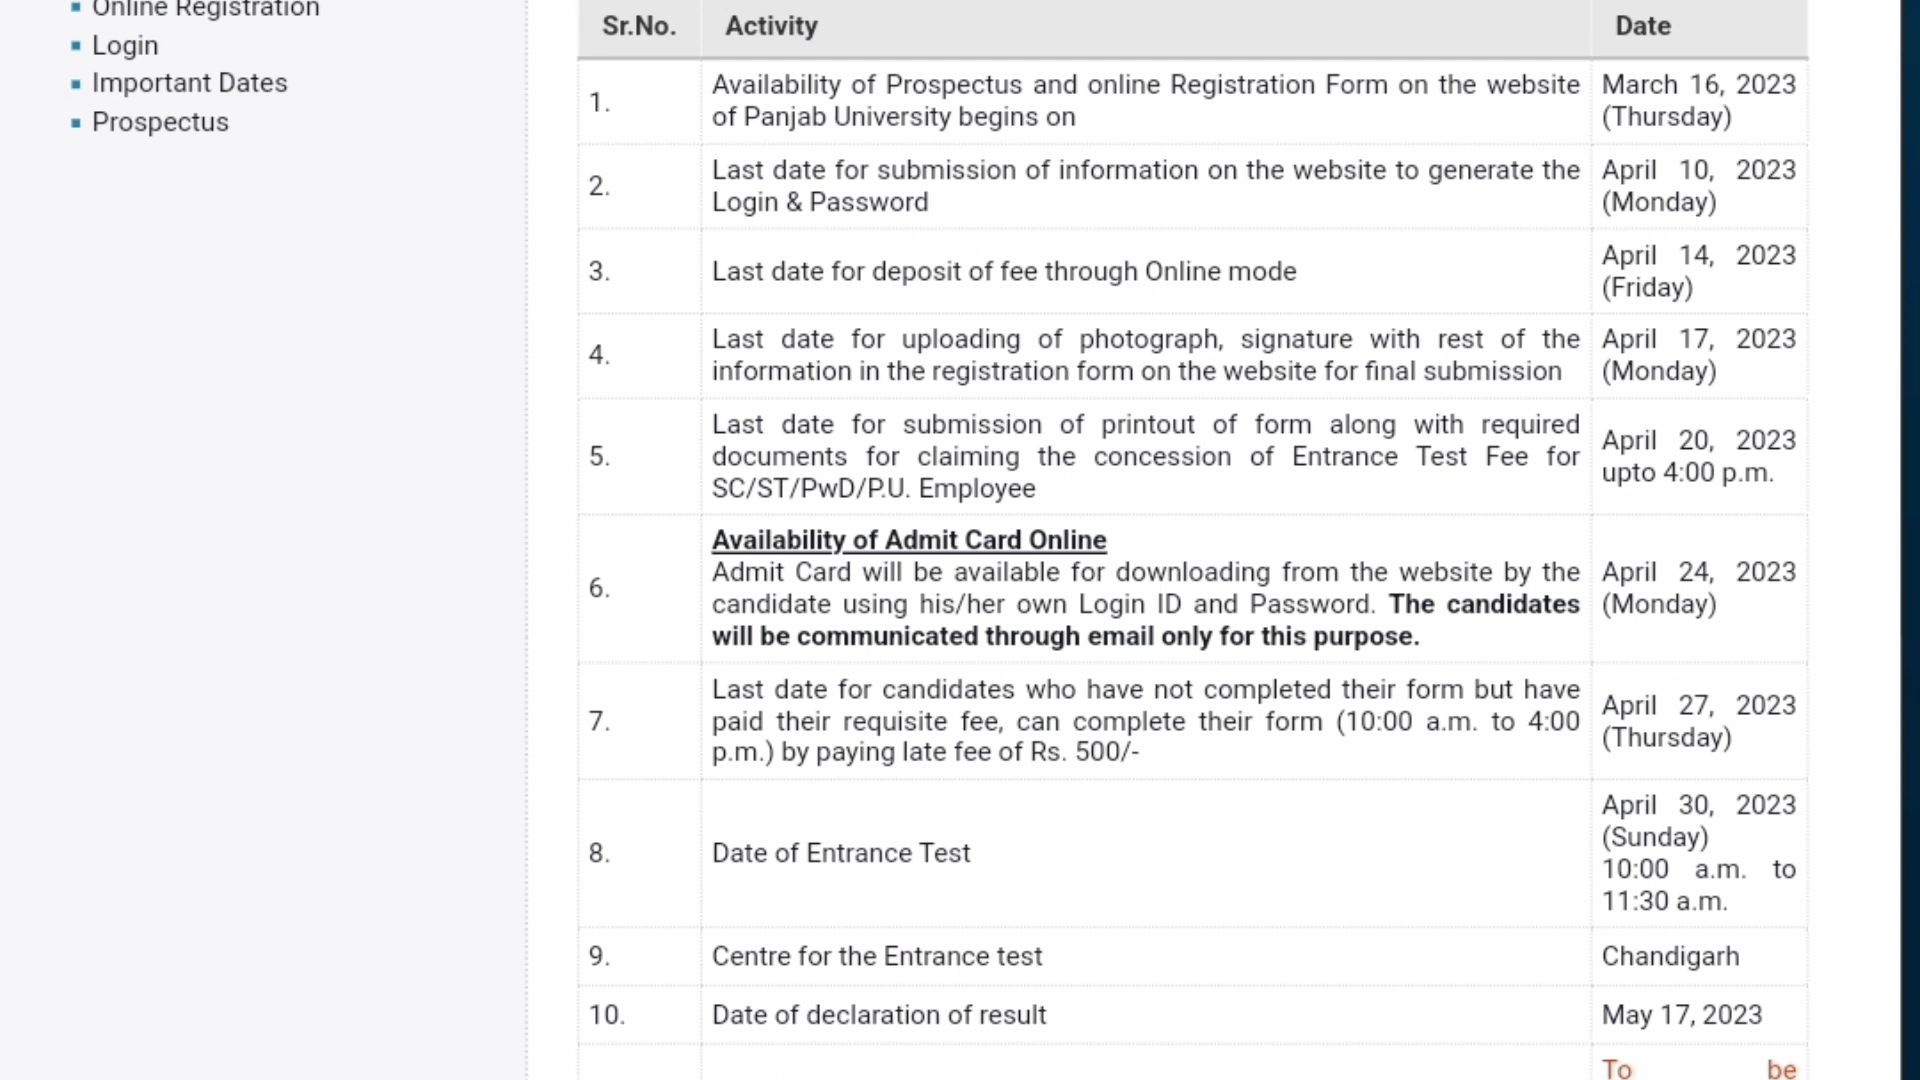 Online Registration
Login
Important Dates
Prospectus
Sr.No. Activity Date
1. Availability of Prospectus and online Registration Form on the website of Panjab University begins on March 16, 2023 (Thursday)
2. Last date for submission of information on the website to generate the Login & Password April 10, 2023 (Monday)
3. Last date for deposit of fee through Online mode April 14, 2023 (Friday)
4. Last date for uploading of photograph, signature with rest of the information in the registration form on the website for final submission April 17, 2023 (Monday)
5. Last date for submission of printout of form along with required documents for claiming the concession of Entrance Test Fee for SC/ST/PwD/P.U. Employee April 20, 2023 upto 4:00 p.m.
6. Availability of Admit Card Online
Admit Card will be available for downloading from the website by the candidate using his/her own Login ID and Password. The candidates will be communicated through email only for this purpose. April 24, 2023 (Monday)
7. Last date for candidates who have not completed their form but have paid their requisite fee, can complete their form (10:00 a.m. to 4:00 p.m.) by paying late fee of Rs. 500/- April 27, 2023 (Thursday)
8. Date of Entrance Test April 30, 2023 (Sunday) 10:00 a.m. to 11:30 a.m.
9. Centre for the Entrance test Chandigarh
10. Date of declaration of result May 17, 2023
To be